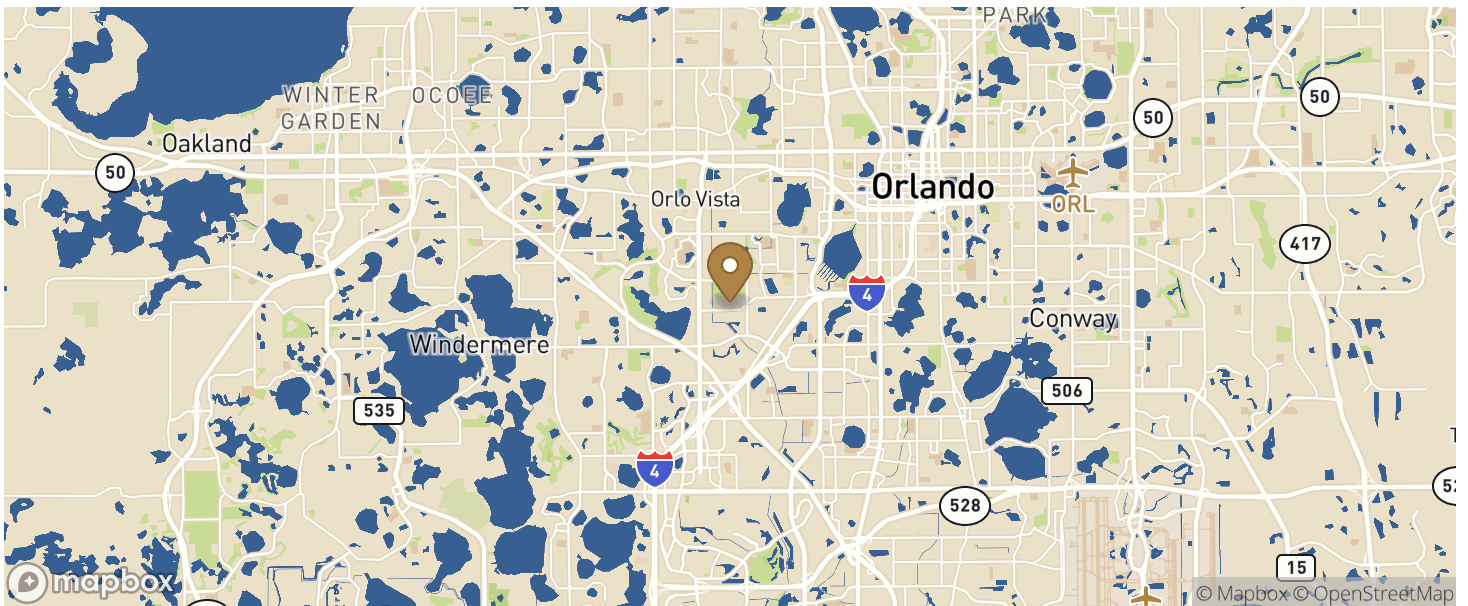 PARK
WINTER
GARDEN
OCOEE
50
50
Oakland
50
Orlo Vista
Orlando
ORL
417
4
Conway
Windermere
506
535
4
528
15
mapbox
© Mapbox © OpenStreetMap